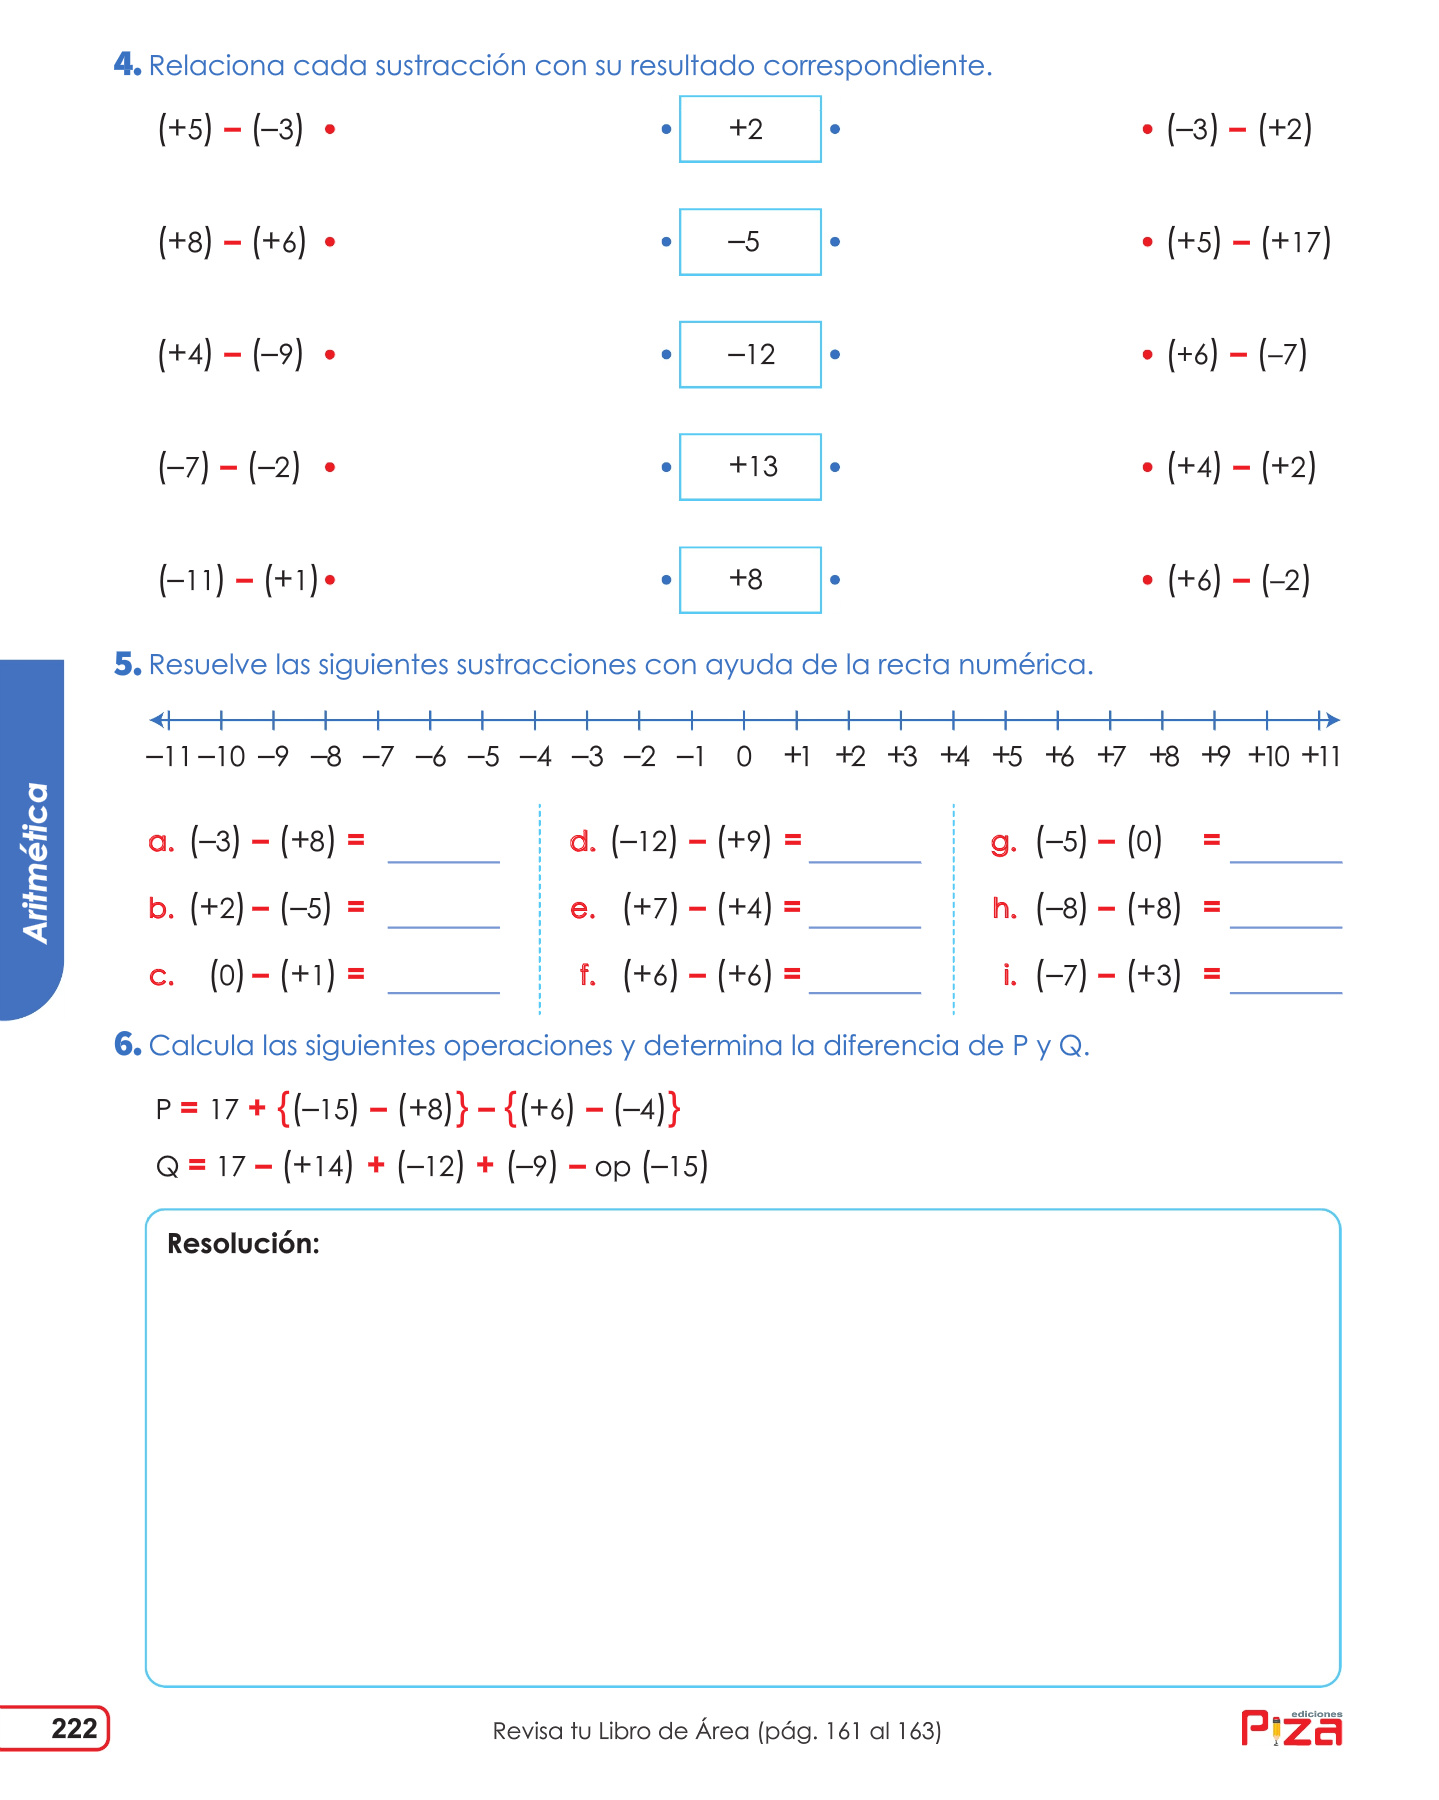 4. Relaciona cada sustracción con su resultado correspondiente.
(+5) – (–3) • • +2 • • (–3) – (+2)
(+8) – (+6) • • –5 • • (+5) – (+17)
(+4) – (–9) • • –12 • • (+6) – (–7)
(–7) – (–2) • • +13 • • (+4) – (+2)
(–11) – (+1) • • +8 • • (+6) – (–2)
5. Resuelve las siguientes sustracciones con ayuda de la recta numérica.
–11 –10 –9 –8 –7 –6 –5 –4 –3 –2 –1 0 +1 +2 +3 +4 +5 +6 +7 +8 +9 +10 +11
a. (–3) – (+8) = ______ d. (–12) – (+9) = ______ g. (–5) – (0) = ______
b. (+2) – (–5) = ______ e. (+7) – (+4) = ______ h. (–8) – (+8) = ______
c. (0) – (+1) = ______ f. (+6) – (+6) = ______ i. (–7) – (+3) = ______
Aritmética
6. Calcula las siguientes operaciones y determina la diferencia de P y Q.
P = 17 + {(–15) – (+8)} – {(+6) – (–4)}
Q = 17 – (+14) + (–12) + (–9) – op (–15)
Resolución:
222
Revisa tu Libro de Área (pág. 161 al 163)
ediciones
Piza